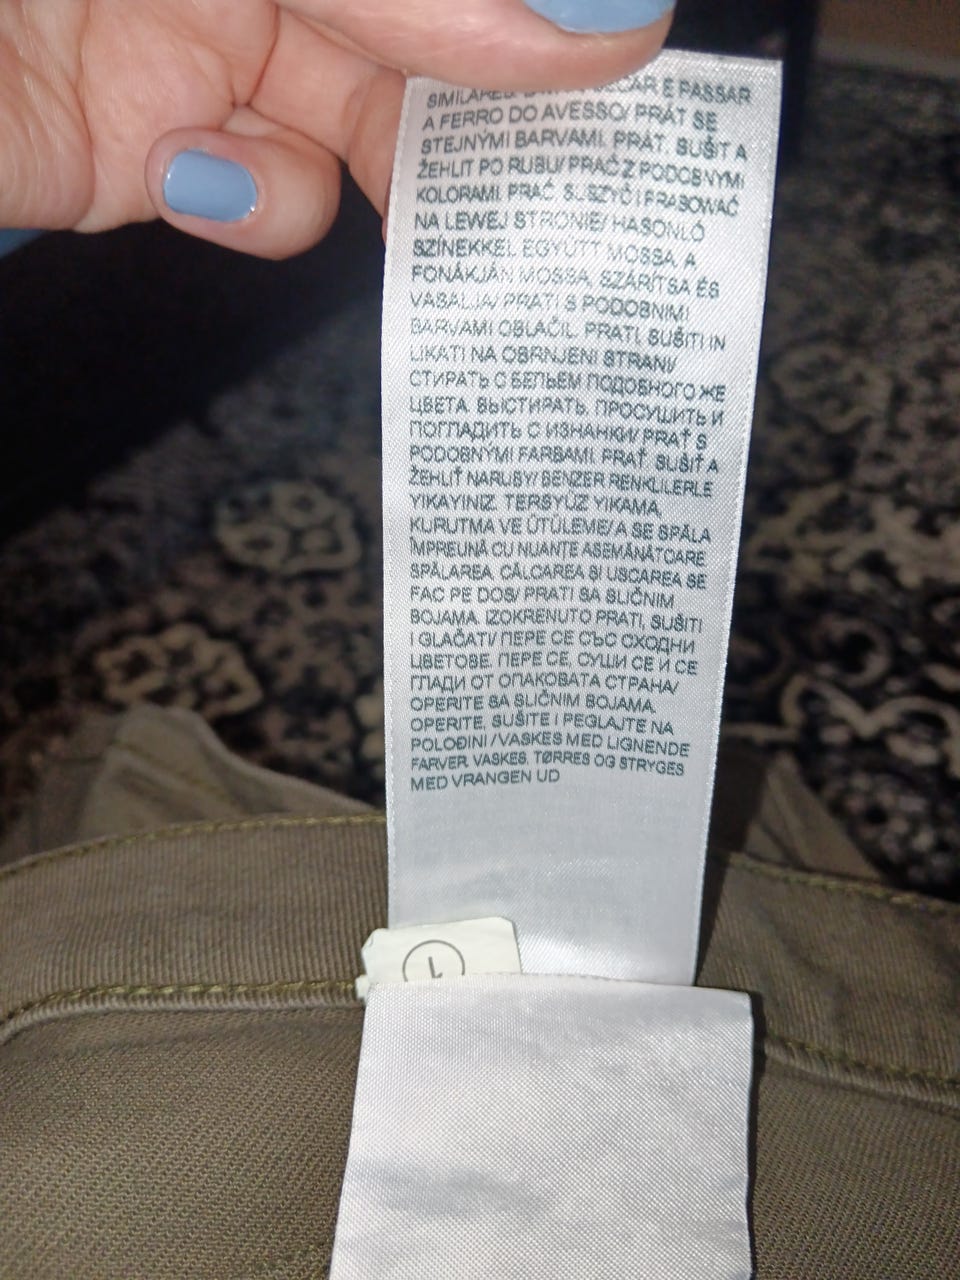 SECAR E PASSAR
A FERRO DO AVESSO/ PRÁT SE
STEJNÝMI BARVAMI. PRÁT, SUŠIT A
ŽEHLIT PO RUBU/ PRAĆ Z PODOBNYMI
KOLORAMI. PRAĆ, SUSZYĆ I PRASOWAĆ
NA LEWEJ STRONIE/ HASONLÓ
SZÍNEKKEL EGYÜTT MOSSA, A
FONÁKJÁN MOSSA, SZÁRÍTSA ÉS
VASALJA/ PRATI S PODOBNIMI
BARVAMI OBLAČIL. PRATI, SUŠITI IN
LIKATI NA OBRNJENI STRANI/
СТИРАТЬ С БЕЛЬЕМ ПОДОБНОГО ЖЕ
ЦВЕТА. ВЫСТИРАТЬ, ПРОСУШИТЬ И
ПОГЛАДИТЬ С ИЗНАНКИ/ PRAŤ S
PODOBNÝMI FARBAMI. PRAŤ, SUŠIŤ A
ŽEHLIŤ NARUBY/ BENZER RENKLILERLE
YIKAYINIZ. TERSYÜZ YIKAMA,
KURUTMA VE ÜTÜLEME/ A SE SPĂLA
ÎMPREUNĂ CU NUANȚE ASEMĂNĂTOARE
SPĂLAREA, CĂLCAREA SI USCAREA SE
FAC PE DOS/ PRATI SA SLIČNIM
BOJAMA. IZOKRENUTO PRATI, SUŠITI
I GLAČATI/ ПЕРЕ СЕ СЪС СХОДНИ
ЦВЕТОВЕ. ПЕРЕ СЕ, СУШИ СЕ И СЕ
ГЛАДИ ОТ ОПАКОВАТА СТРАНА/
OPERITE SA SLIČNIM BOJAMA.
OPERITE, SUŠITE I PEGLAJTE NA
POLOĐINI /VASKES MED LIGNENDE
FARVER. VASKES, TØRRES OG STRYGES
MED VRANGEN UD
1